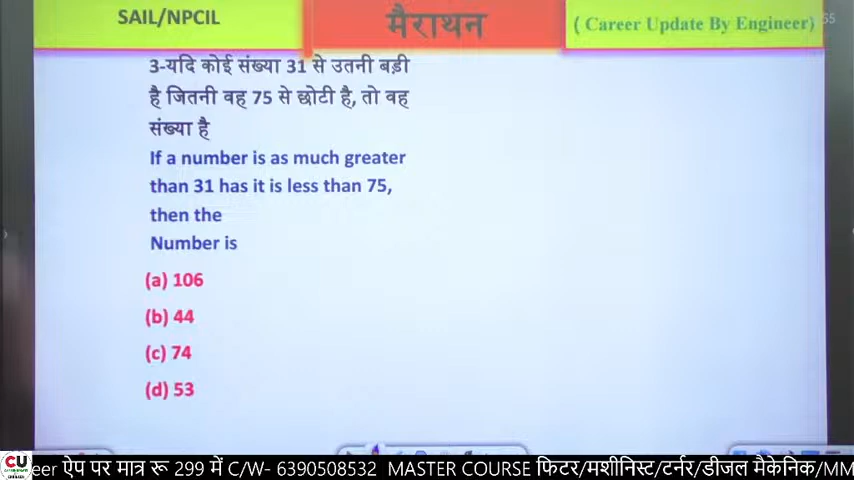 SAIL/NPCIL
मैराथन
( Career Update By Engineer)
55
3-यदि कोई संख्या 31 से उतनी बड़ी
है जितनी वह 75 से छोटी है, तो वह
संख्या है
If a number is as much greater
than 31 has it is less than 75,
then the
Number is
(a) 106
(b) 44
(c) 74
(d) 53
CU
eer ऐप पर मात्र रू 299 में C/W- 6390508532 MASTER COURSE फिटर/मशीनिस्ट/टर्नर/डीजल मैकेनिक/MM